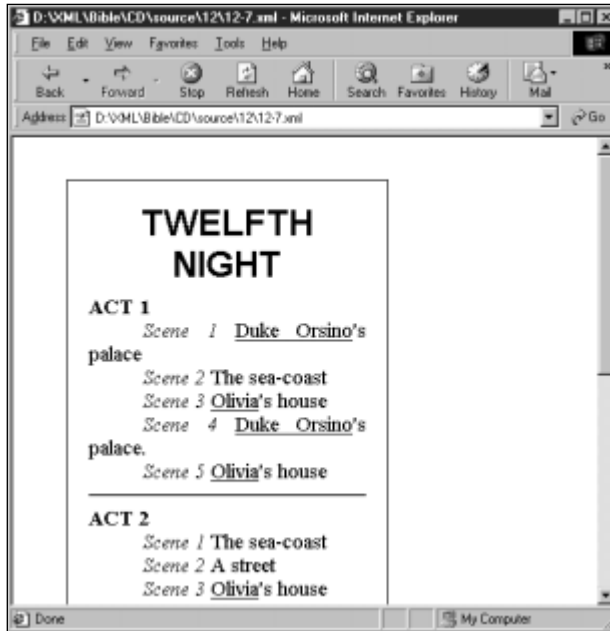 D:\XML\Bible\CD\source\12\12-7.xml - Microsoft Internet Explorer
File Edit View Favorites Tools Help
Back Forward Stop Refresh Home Search Favorites History Mail
Address D:\XML\Bible\CD\source\12\12-7.xml Go
TWELFTH
NIGHT
ACT 1
Scene 1 Duke Orsino's
palace
Scene 2 The sea-coast
Scene 3 Olivia's house
Scene 4 Duke Orsino's
palace.
Scene 5 Olivia's house
ACT 2
Scene 1 The sea-coast
Scene 2 A street
Scene 3 Olivia's house
Done My Computer